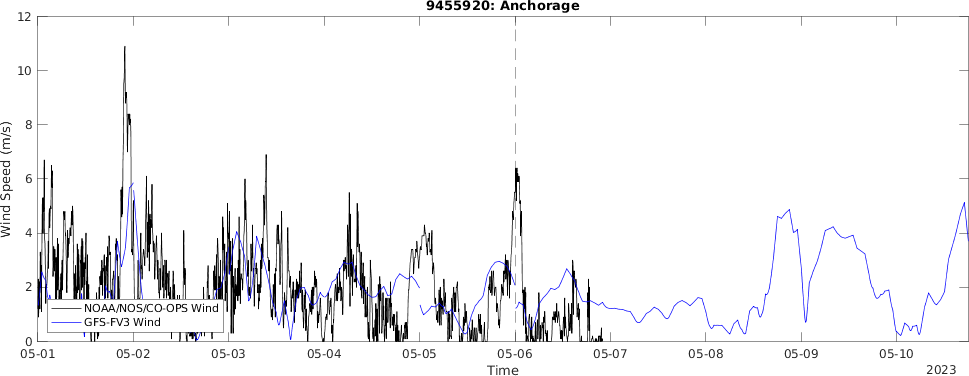 9455920: Anchorage
12
10
8
6
4
2
0
Wind Speed (m/s)
NOAA/NOS/CO-OPS Wind
GFS-FV3 Wind
05-01 05-02 05-03 05-04 05-05 05-06 05-07 05-08 05-09 05-10
Time
2023